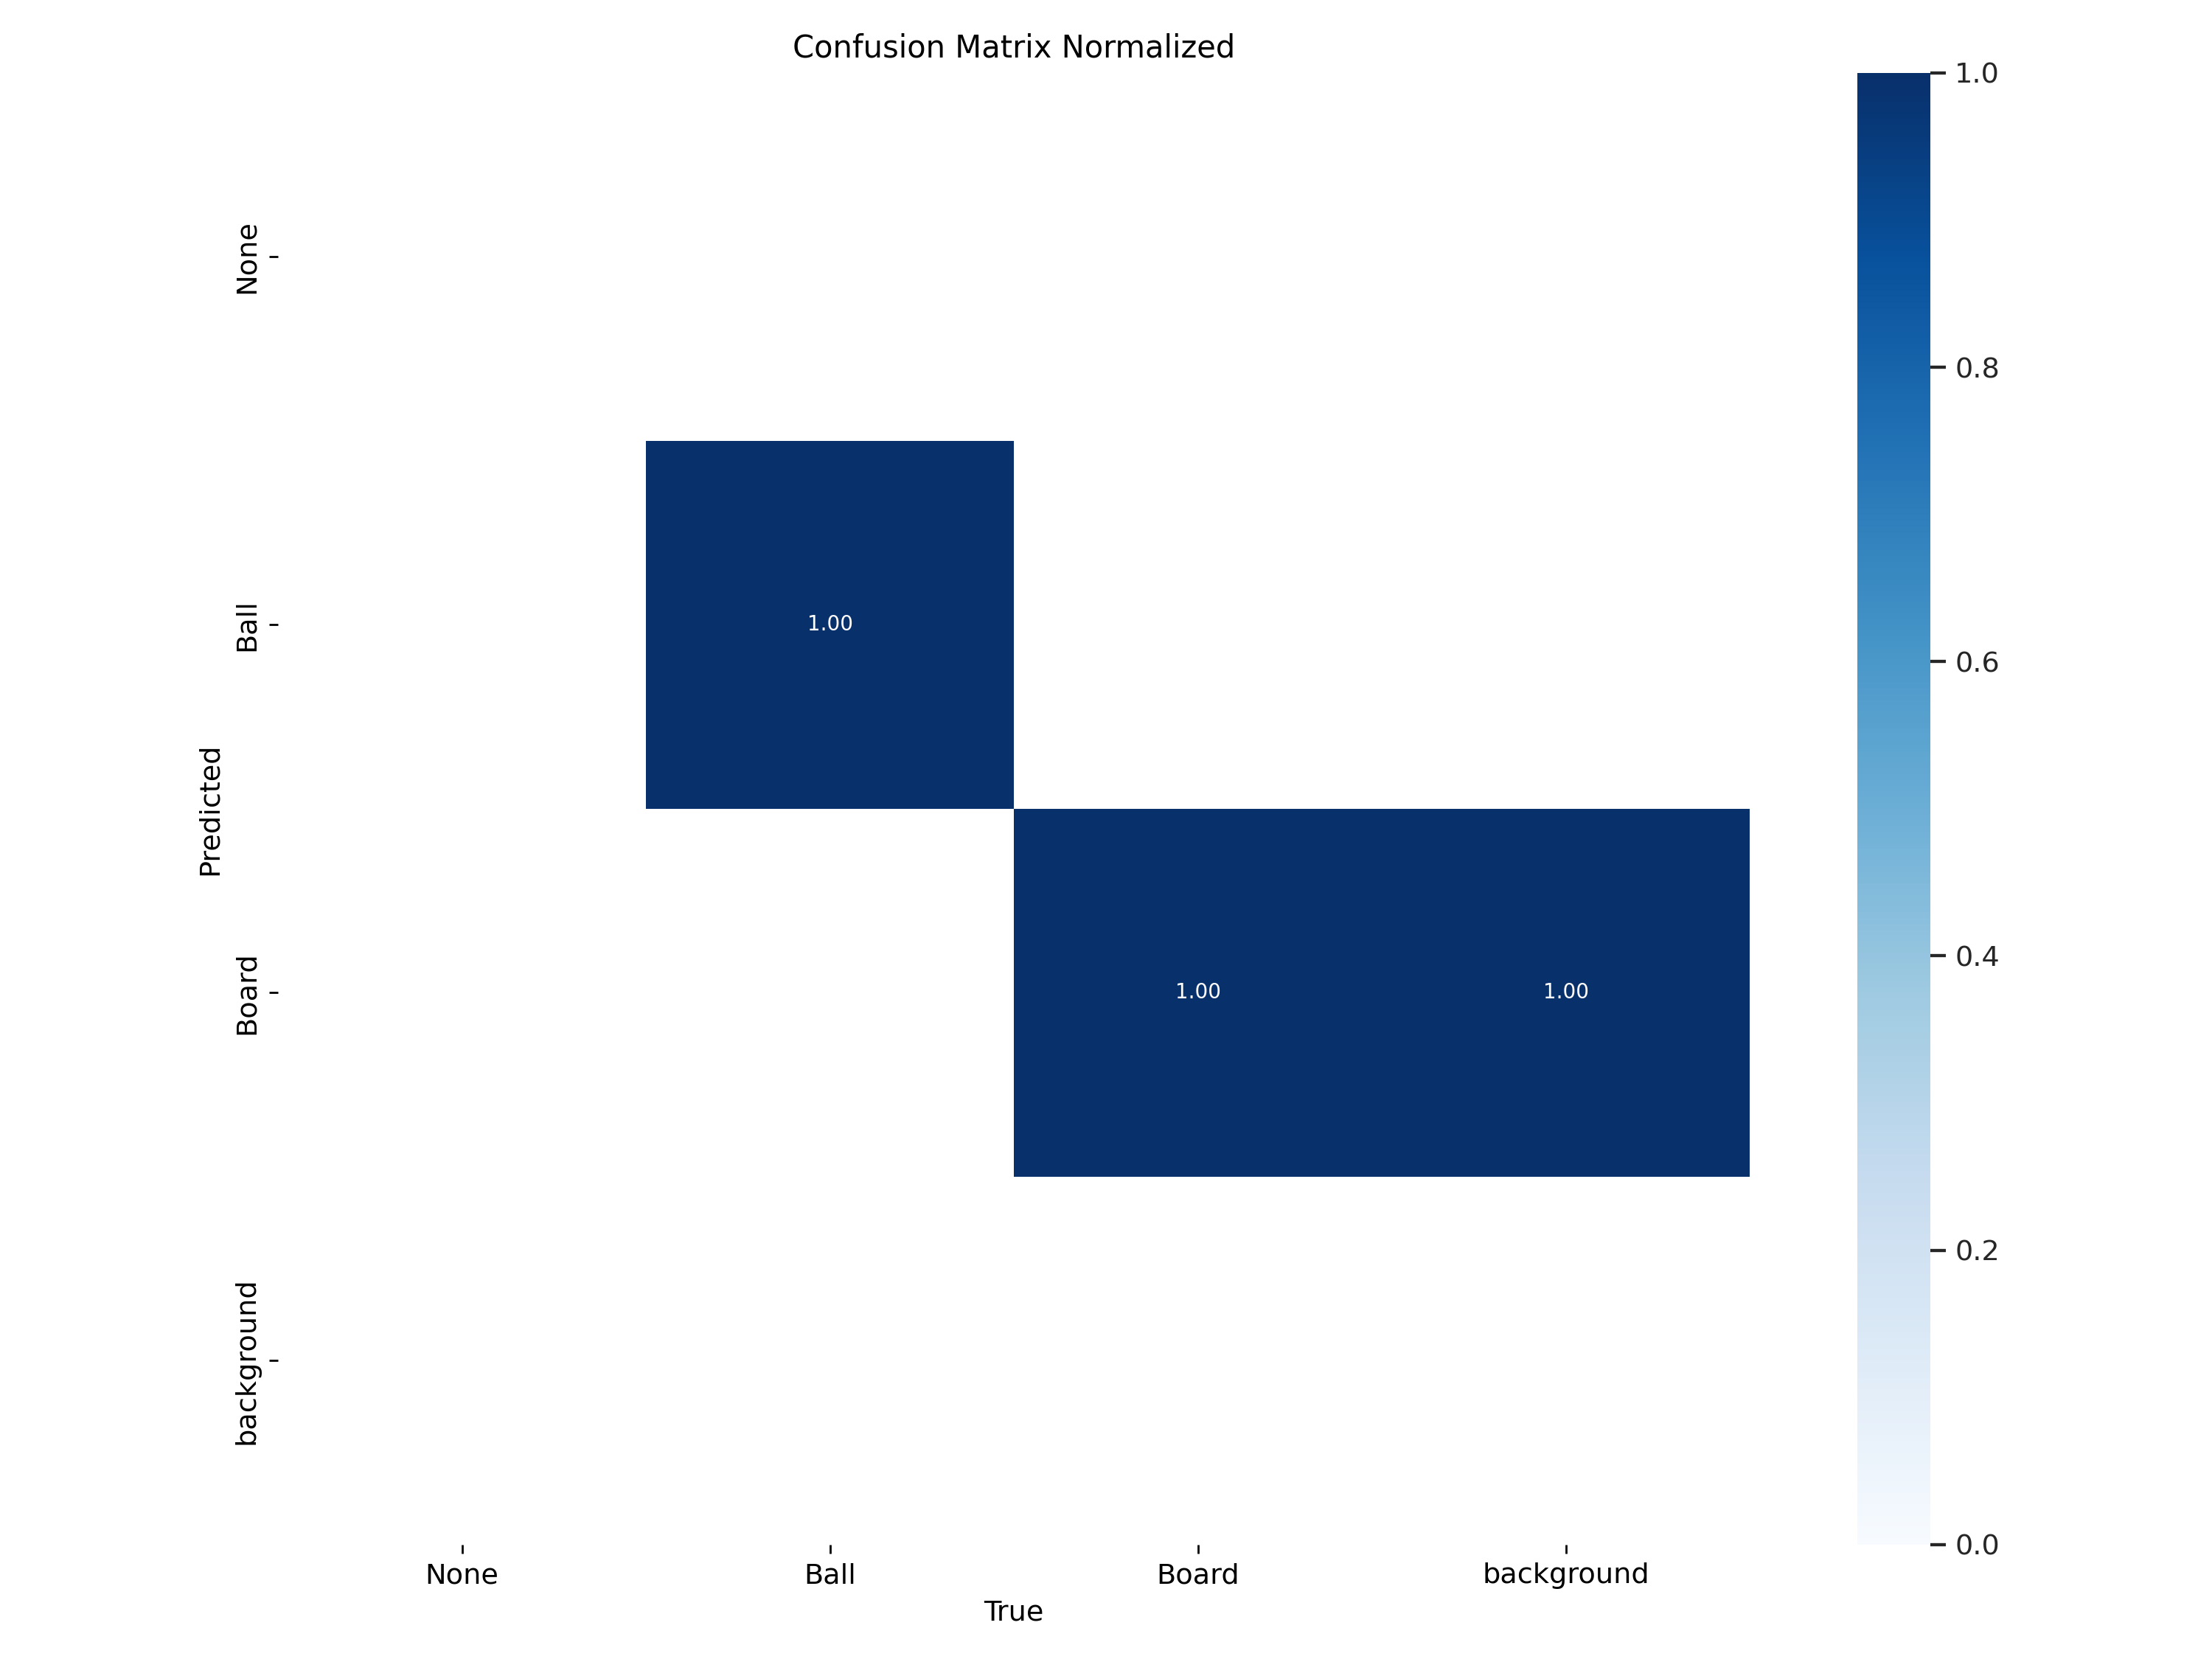 Confusion Matrix Normalized
None
Ball
Board
background
Predicted
1.00
1.00 1.00
None Ball Board background
True
1.0
0.8
0.6
0.4
0.2
0.0